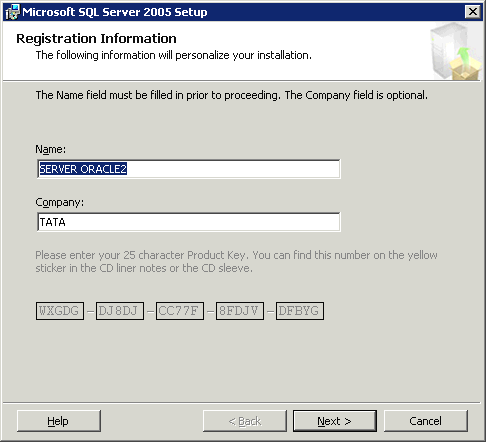 Microsoft SQL Server 2005 Setup
Registration Information
The following information will personalize your installation.
The Name field must be filled in prior to proceeding. The Company field is optional.
Name:
SERVER ORACLE2
Company:
TATA
Please enter your 25 character Product Key. You can find this number on the yellow
sticker in the CD liner notes or the CD sleeve.
WXGDG - DJ8DJ - CC77F - 8FDJV - DFBYG
Help < Back Next > Cancel